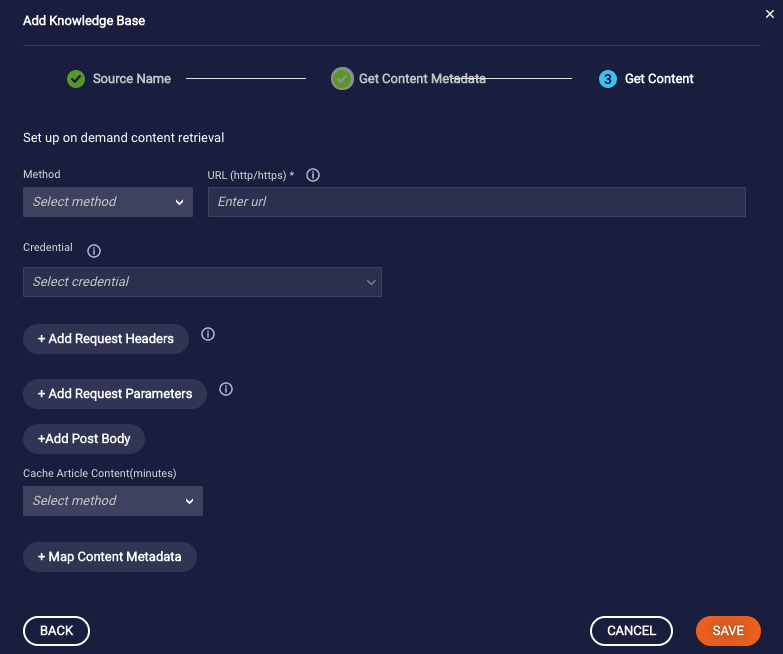 Add Knowledge Base
Source Name
Get Content Metadata
3 Get Content
Set up on demand content retrieval
Method
URL (http/https) *
Select method
Enter url
Credential
Select credential
+ Add Request Headers
+ Add Request Parameters
+Add Post Body
Cache Article Content(minutes)
Select method
+ Map Content Metadata
BACK
CANCEL
SAVE